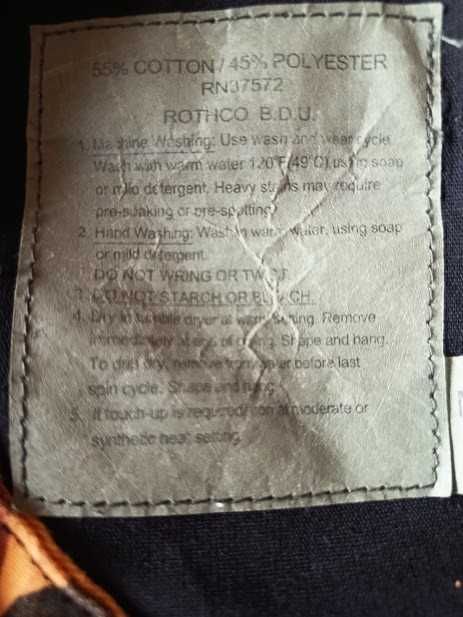 55% COTTON / 45% POLYESTER
RN37572
ROTHCO B.D.U.
1. Machine Washing: Use wash and wear cycle
Wash with warm water 120°F(49°C), using soap
or mild detergent. Heavy stains may require
pre-soaking or pre-spotting
2. Hand Washing: Wash in warm water, using soap
or mild detergent.
DO NOT WRING OR TWIST
3. DO NOT STARCH OR BLEACH.
4. Dry in tumble dryer at warm setting. Remove
immediately at end of drying. Shape and hang.
To drip dry, remove from washer before last
spin cycle. Shape and hang.
5. If touch-up is required, iron at moderate or
synthetic heat setting.